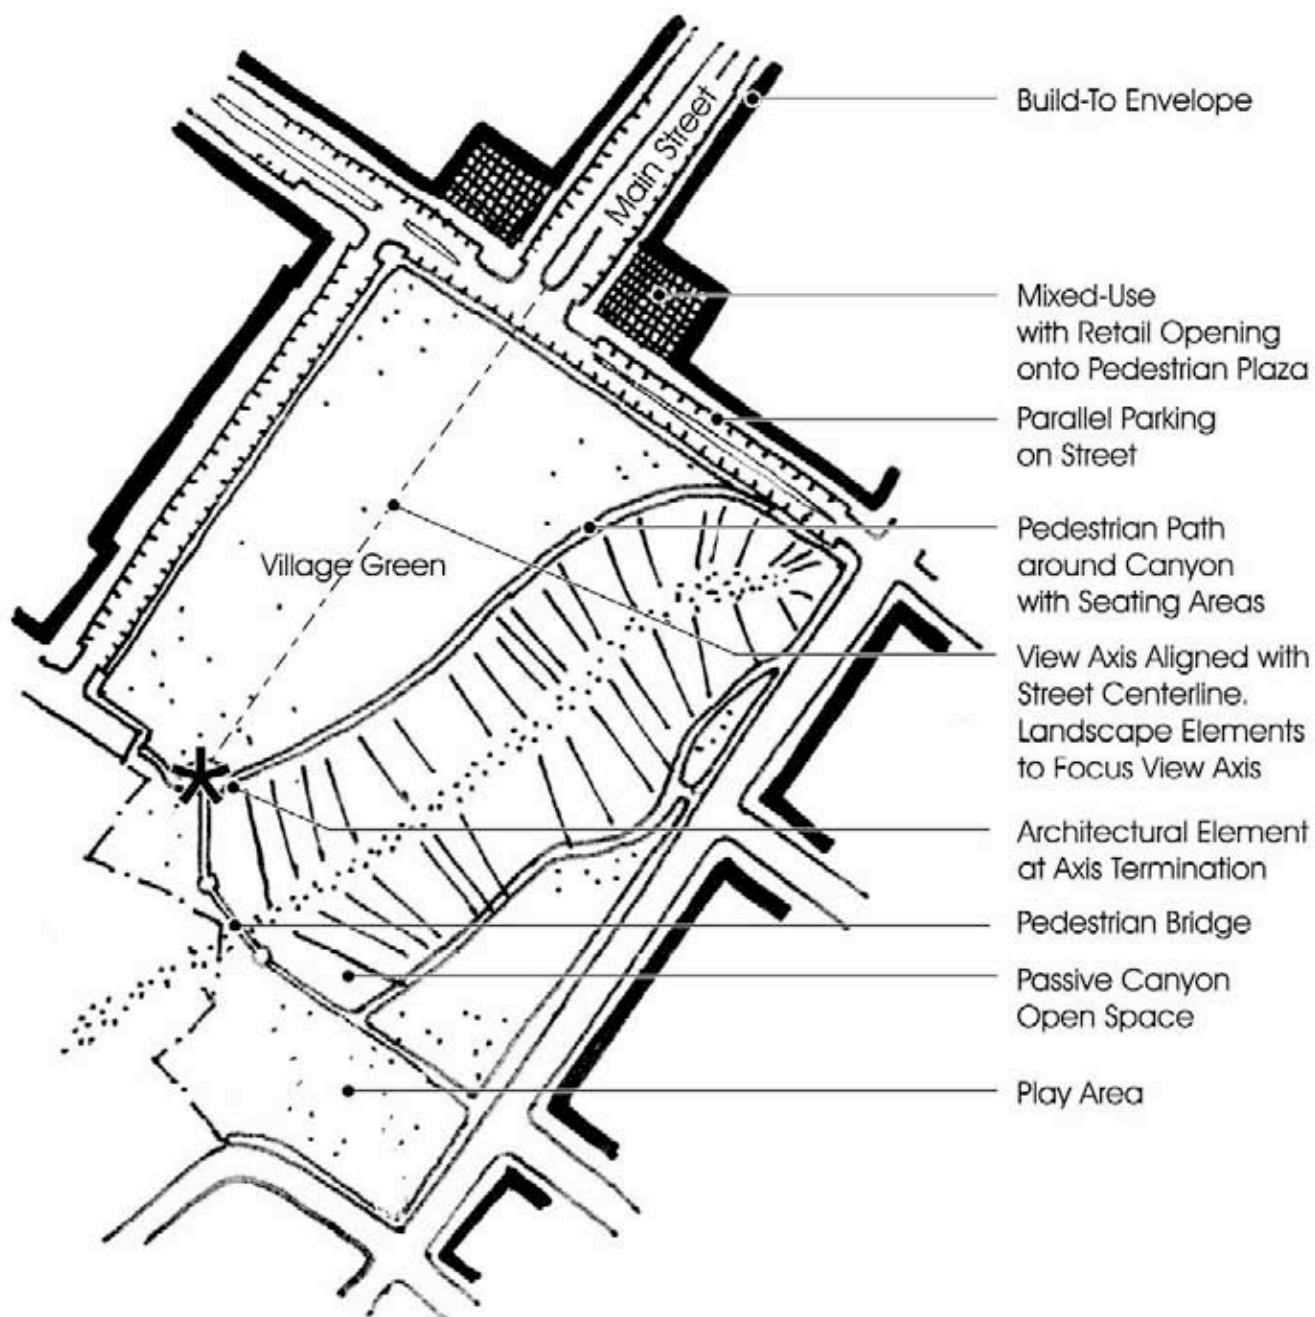 Main Street
Village Green
Build-To Envelope
Mixed-Use
with Retail Opening
onto Pedestrian Plaza
Parallel Parking
on Street
Pedestrian Path
around Canyon
with Seating Areas
View Axis Aligned with
Street Centerline.
Landscape Elements
to Focus View Axis
Architectural Element
at Axis Termination
Pedestrian Bridge
Passive Canyon
Open Space
Play Area